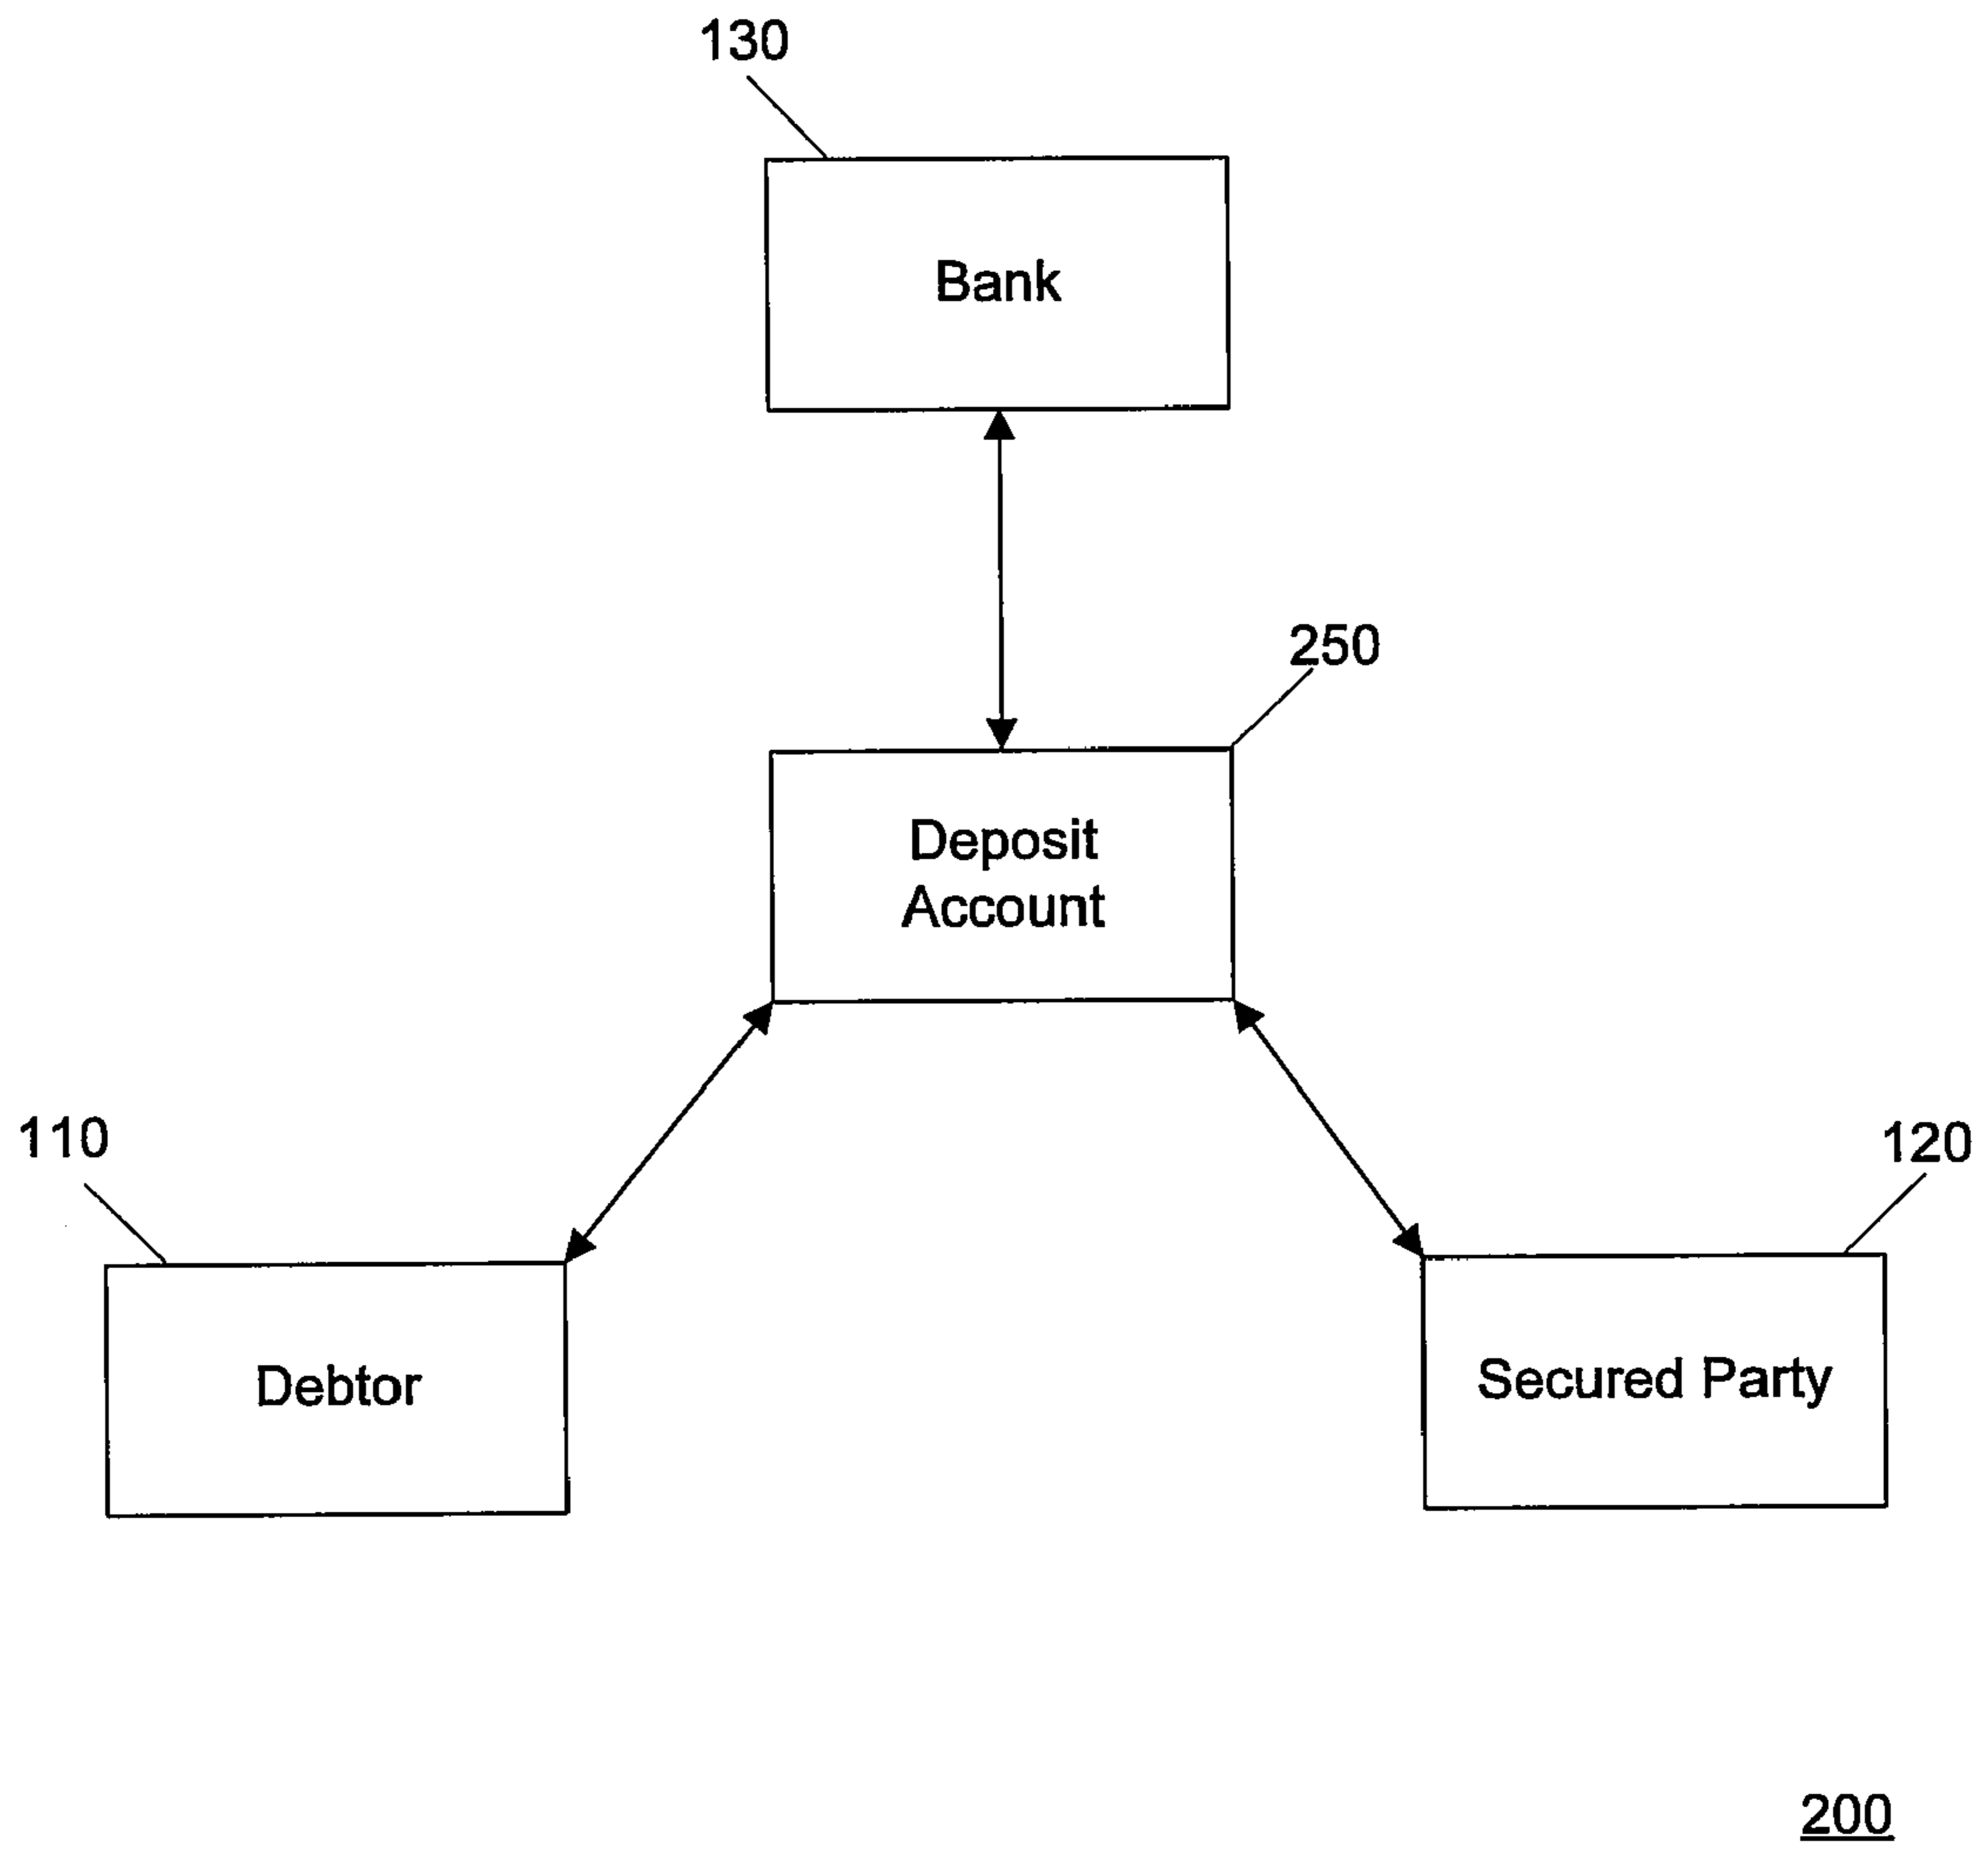 130
Bank
250
Deposit
Account
110
120
Debtor
Secured Party
200